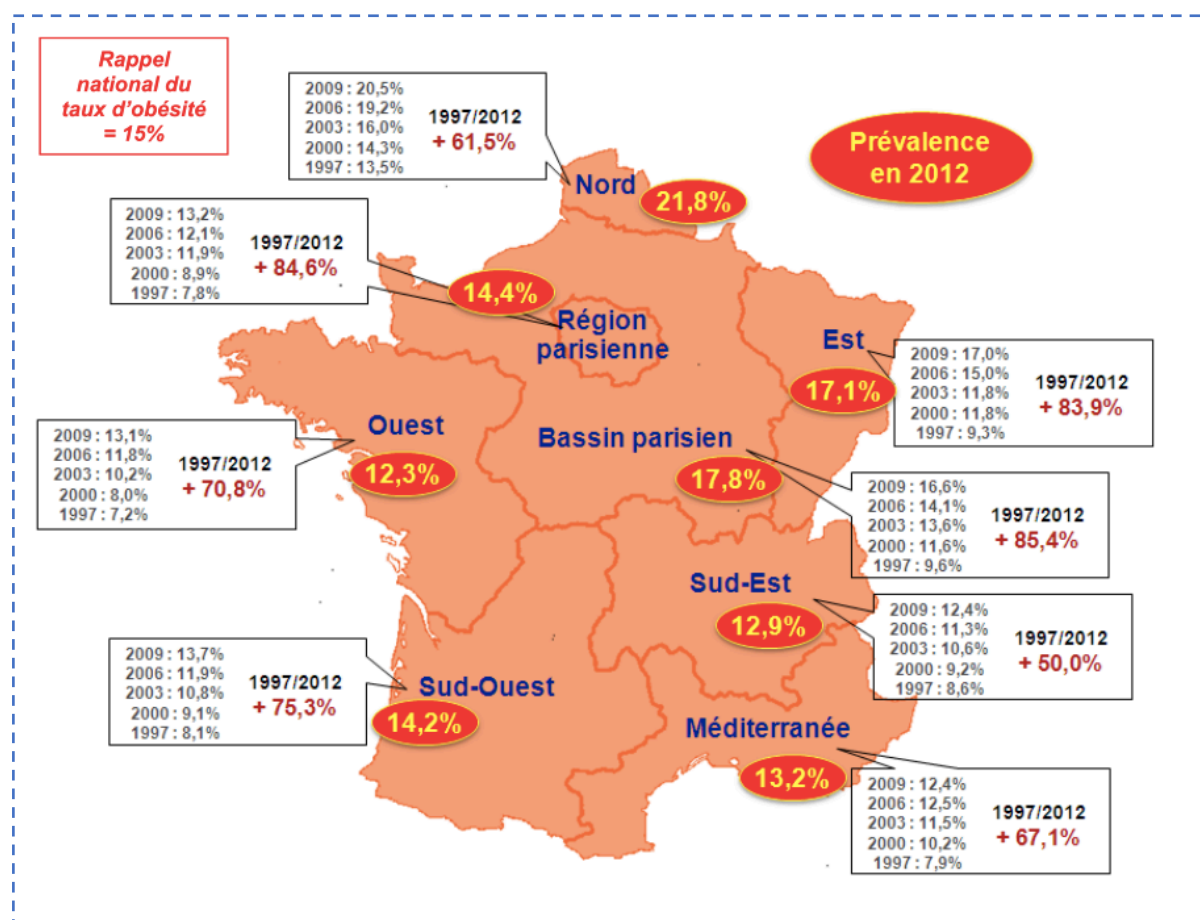 Rappel
national du
taux d'obésité
= 15%
2009 : 20,5%
2006 : 19,2%
2003 : 16,0%
2000 : 14,3%
1997 : 13,5%
1997/2012
+ 61,5%
Prévalence
en 2012
Nord
21,8%
2009 : 13,2%
2006 : 12,1%
2003 : 11,9%
2000 : 8,9%
1997 : 7,8%
1997/2012
+ 84,6%
14,4%
Région
parisienne
Est
17,1%
2009 : 17,0%
2006 : 15,0%
2003 : 11,8%
2000 : 11,8%
1997 : 9,3%
1997/2012
+ 83,9%
2009 : 13,1%
2006 : 11,8%
2003 : 10,2%
2000 : 8,0%
1997 : 7,2%
1997/2012
+ 70,8%
Ouest
12,3%
Bassin parisien
17,8%
2009 : 16,6%
2006 : 14,1%
2003 : 13,6%
2000 : 11,6%
1997 : 9,6%
1997/2012
+ 85,4%
Sud-Est
12,9%
2009 : 12,4%
2006 : 11,3%
2003 : 10,6%
2000 : 9,2%
1997 : 8,6%
1997/2012
+ 50,0%
2009 : 13,7%
2006 : 11,9%
2003 : 10,8%
2000 : 9,1%
1997 : 8,1%
1997/2012
+ 75,3%
Sud-Ouest
14,2%
Méditerranée
13,2%
2009 : 12,4%
2006 : 12,5%
2003 : 11,5%
2000 : 10,2%
1997 : 7,9%
1997/2012
+ 67,1%